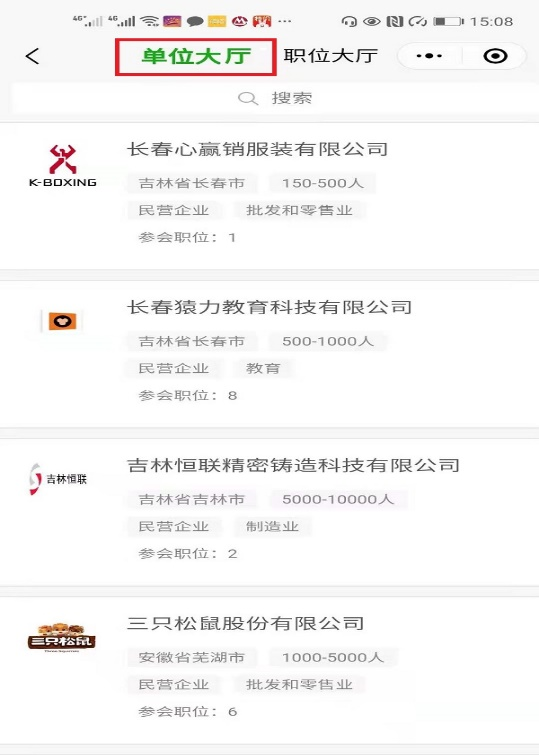 4G 4G 15:08
单位大厅 职位大厅
搜索
长春心赢销服装有限公司
K-BOXING
吉林省长春市 150-500人
民营企业 批发和零售业
参会职位：1
长春猿力教育科技有限公司
吉林省长春市 500-1000人
民营企业 教育
参会职位：8
吉林恒联精密铸造科技有限公司
吉林恒联
吉林省吉林市 5000-10000人
民营企业 制造业
参会职位：2
三只松鼠股份有限公司
三只松鼠
Three Squirrels
安徽省芜湖市 1000-5000人
民营企业 批发和零售业
参会职位：6